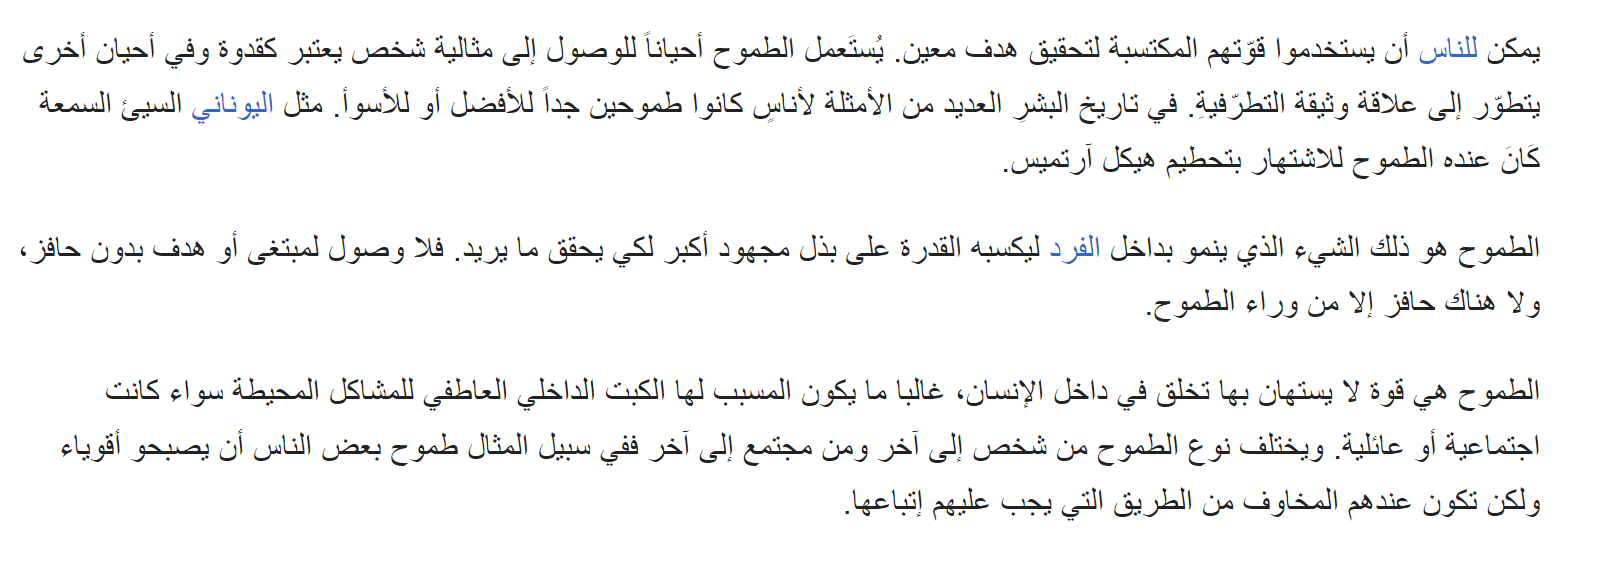 يمكن للناس أن يستخدموا قوّتهم المكتسبة لتحقيق هدف معين. يُستَعمل الطموح أحياناً للوصول إلى مثالية شخص يعتبر كقدوة وفي أحيان أخرى
يتطوّر إلى علاقة وثيقة التطرّفيةِ. في تاريخ البشرِ العديد من الأمثلة لأناسٍ كانوا طموحين جداً للأفضل أو للأسوأ. مثل اليوناني السيئ السمعة
كَانَ عنده الطموح للاشتهار بتحطيم هيكل آرتميس.
الطموح هو ذلك الشيء الذي ينمو بداخل الفرد ليكسبه القدرة على بذل مجهود أكبر لكي يحقق ما يريد. فلا وصول لمبتغى أو هدف بدون حافز،
ولا هناك حافز إلا من وراء الطموح.
الطموح هي قوة لا يستهان بها تخلق في داخل الإنسان، غالبا ما يكون المسبب لها الكبت الداخلي العاطفي للمشاكل المحيطة سواء كانت
اجتماعية أو عائلية. ويختلف نوع الطموح من شخص إلى آخر ومن مجتمع إلى آخر ففي سبيل المثال طموح بعض الناس أن يصبحو أقوياء
ولكن تكون عندهم المخاوف من الطريق التي يجب عليهم إتباعها.